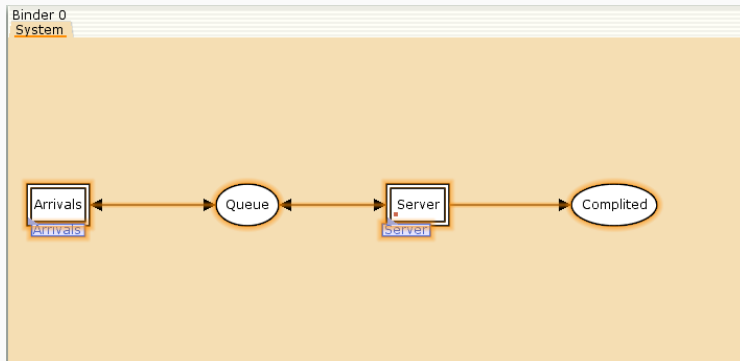 Binder 0
System
Arrivals
Queue
Server
Complited
Arrivals
Server